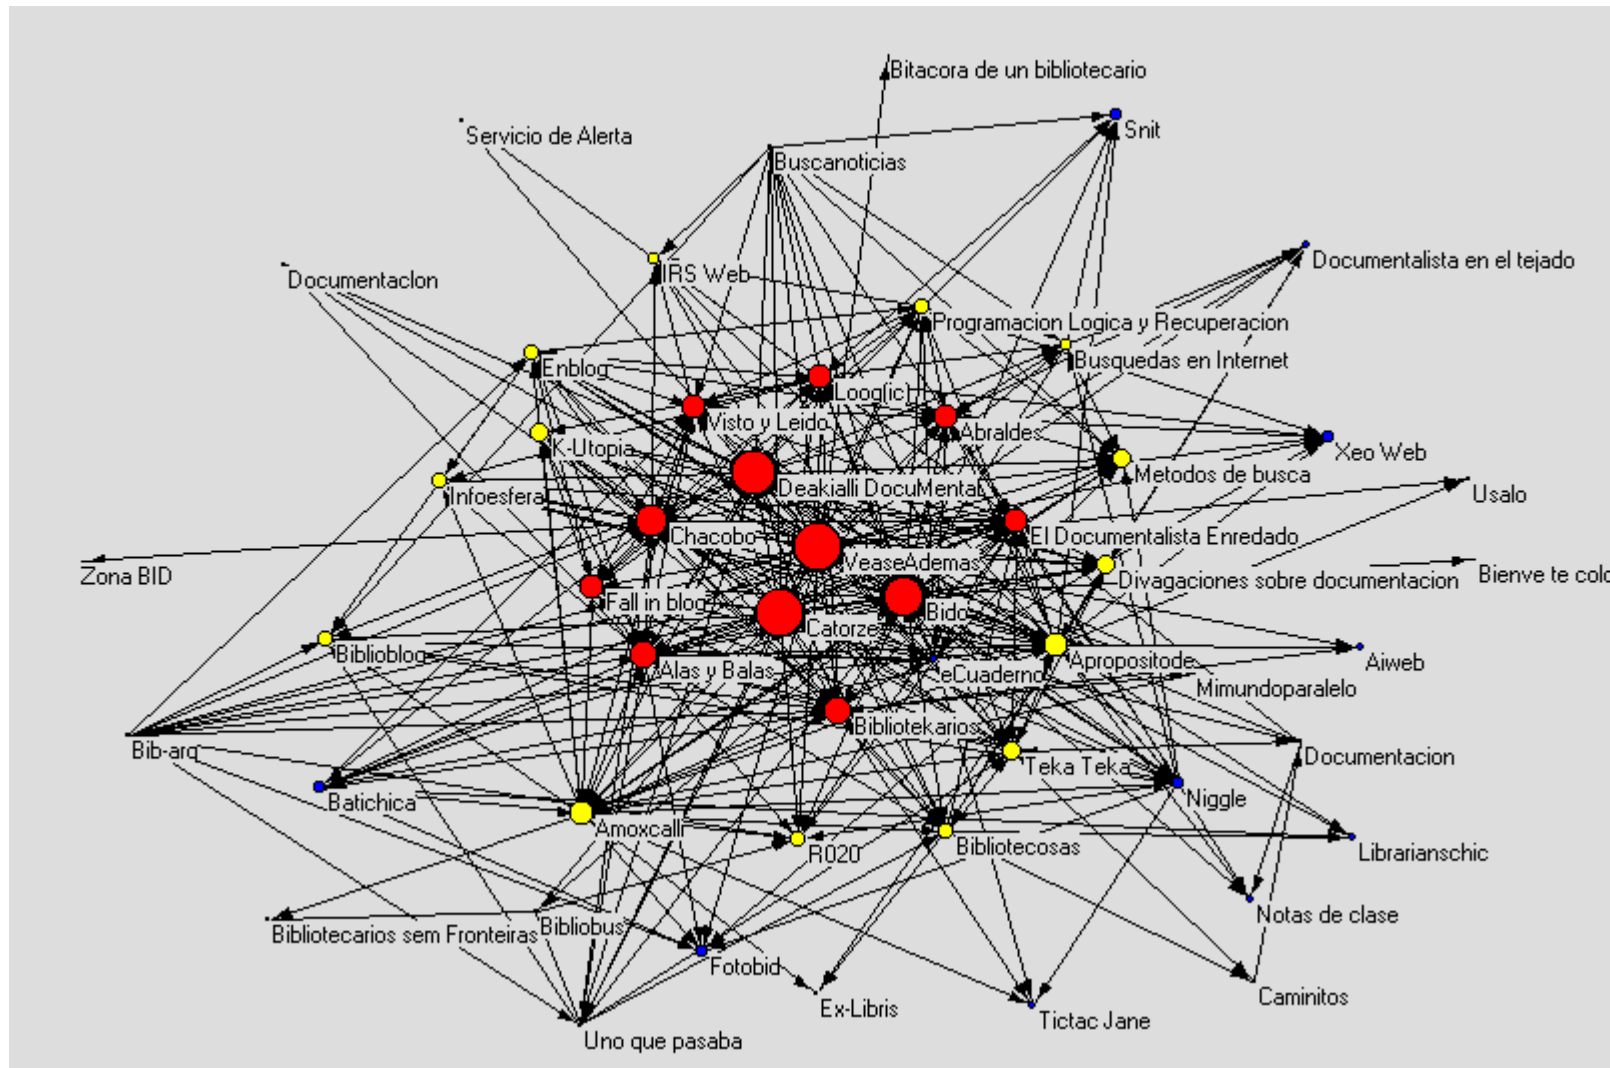 Bitacora de un bibliotecario
Snit
Servicio de Alerta
Buscanoticias
Documentalista en el tejado
IRS Web
Documentacion
Programacion Logica y Recuperacion
Busquedas en Internet
Enblog
Loog(ic)
Visto y Leido
Abraldes
K-Utopia
Xeo Web
Metodos de busca
Deakialli DocuMental
Infoesfera
Usalo
Chacobo
El Documentalista Enredado
VeaseAdemas
Zona BID
Divagaciones sobre documentacion
Bienve te colo
Fall in blog
Bido
Catorze
Biblioblog
Apropositode
Aiweb
Alas y Balas
eCuaderno
Mimundoparalelo
Bibliotekarios
Bib-arq
Documentacion
Teka Teka
Niggle
Batichica
Amoxcalli
R020
Bibliotecosas
Librarianschic
Notas de clase
Bibliotecarios sem Fronteiras
Bibliobus
Fotobid
Ex-Libris
Caminitos
Tictac Jane
Uno que pasaba